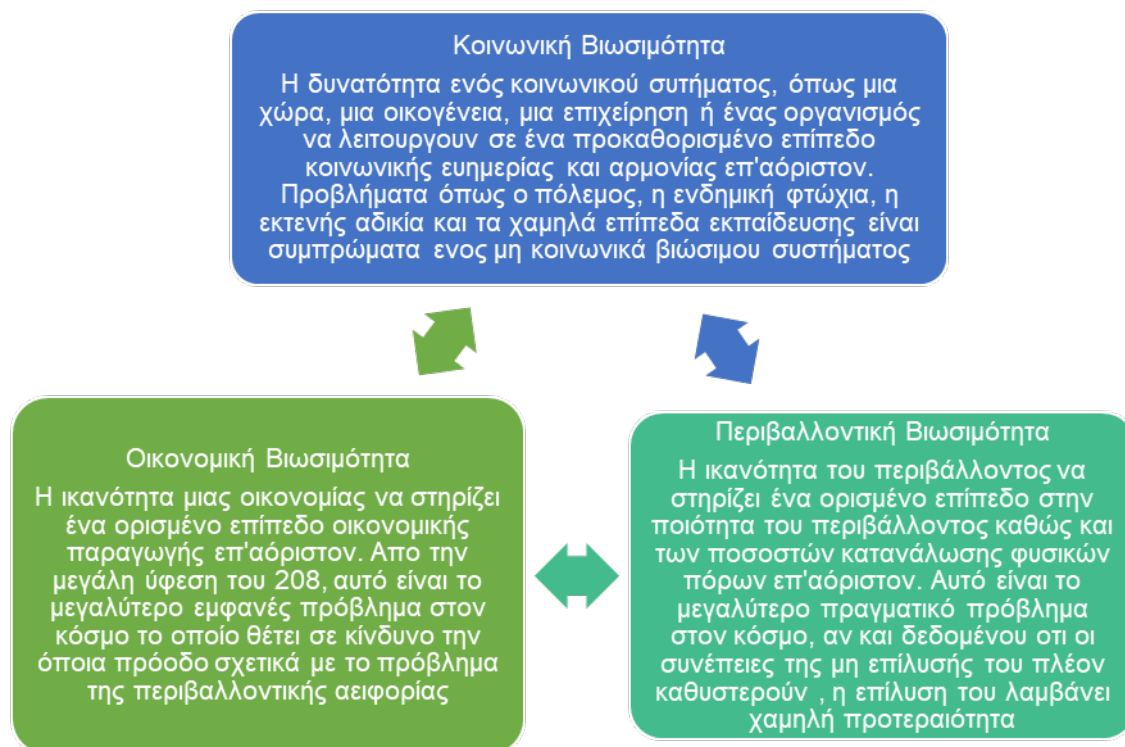 Κοινωνική Βιωσιμότητα
Η δυνατότητα ενός κοινωνικού συτήματος, όπως μια
χώρα, μια οικογένεια, μια επιχείρηση ή ένας οργανισμός
να λειτουργουν σε ένα προκαθορισμένο επίπεδο
κοινωνικής ευημερίας και αρμονίας επ'αόριστον.
Προβλήματα όπως ο πόλεμος, η ενδημική φτώχια, η
εκτενής αδικία και τα χαμηλά επίπεδα εκπαίδευσης είναι
συμπρώματα ενος μη κοινωνικά βιώσιμου συστήματος
Οικονομική Βιωσιμότητα
Η ικανότητα μιας οικονομίας να στηρίζει
ένα ορισμένο επίπεδο οικονομικής
παραγωγής επ'αόριστον. Απο την
μεγάλη ύφεση του 208, αυτό είναι το
μεγαλύτερο εμφανές πρόβλημα στον
κόσμο το οποίο θέτει σε κίνδυνο την
όποια πρόοδο σχετικά με το πρόβλημα
της περιβαλλοντικής αειφορίας
Περιβαλλοντική Βιωσιμότητα
Η ικανότητα του περιβάλλοντος να
στηρίζει ένα ορισμένο επίπεδο στην
ποιότητα του περιβάλλοντος καθώς και
των ποσοστών κατανάλωσης φυσικών
πόρων επ'αόριστον. Αυτό είναι το
μεγαλύτερο πραγματικό πρόβλημα
στον κόσμο, αν και δεδομένου οτι οι
συνέπειες της μη επίλυσής του πλέον
καθυστερούν , η επίλυση του λαμβάνει
χαμηλή προτεραιότητα